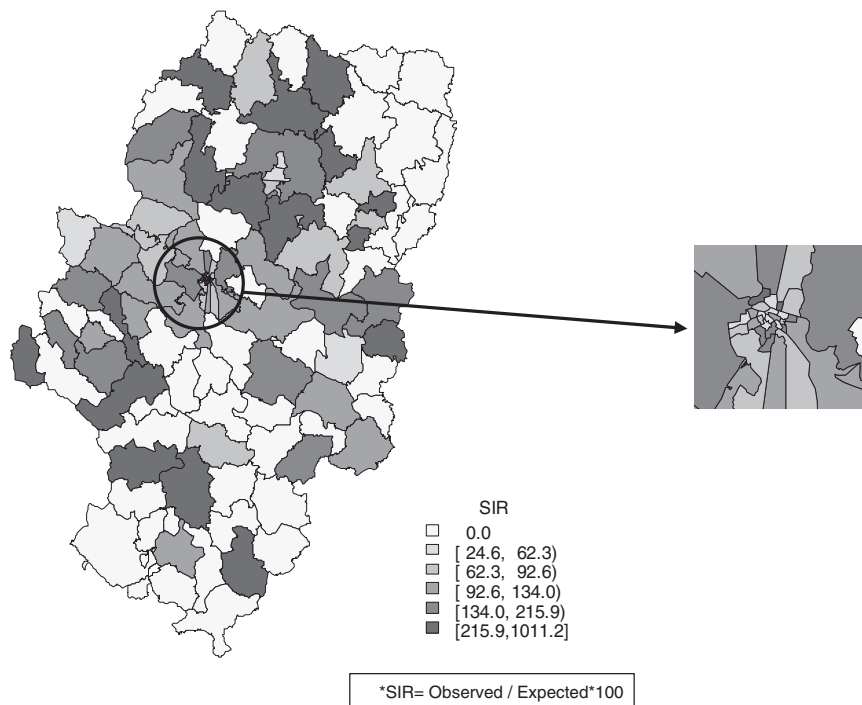 SIR
0.0
[ 24.6, 62.3)
[ 62.3, 92.6)
[ 92.6, 134.0)
[134.0, 215.9)
[215.9,1011.2]
*SIR= Observed / Expected*100